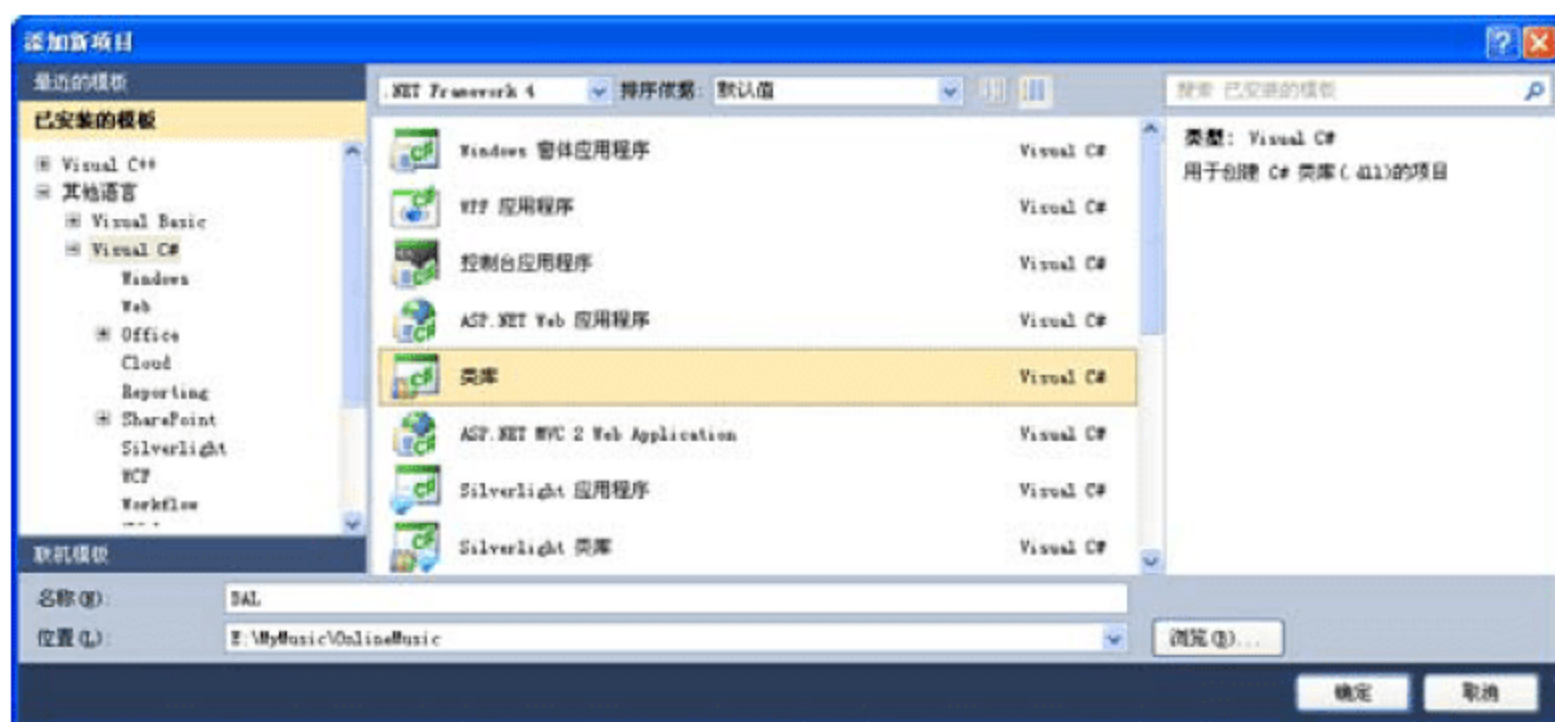 添加新项目
最近的模板
已安装的模板
Visual C++
其他语言
Visual Basic
Visual C#
Windows
Web
Office
Cloud
Reporting
SharePoint
Silverlight
WCF
Workflow
联机模板
.NET Framework 4 排序依据: 默认值
搜索 已安装的模板
Windows 窗体应用程序 Visual C#
WPF 应用程序 Visual C#
控制台应用程序 Visual C#
ASP.NET Web 应用程序 Visual C#
类库 Visual C#
ASP.NET MVC 2 Web Application Visual C#
Silverlight 应用程序 Visual C#
Silverlight 类库 Visual C#
类型: Visual C#
用于创建 C# 类库(.dll)的项目
名称(N): DAL
位置(L): E:\MyMusic\OnlineMusic
浏览(B)...
确定 取消